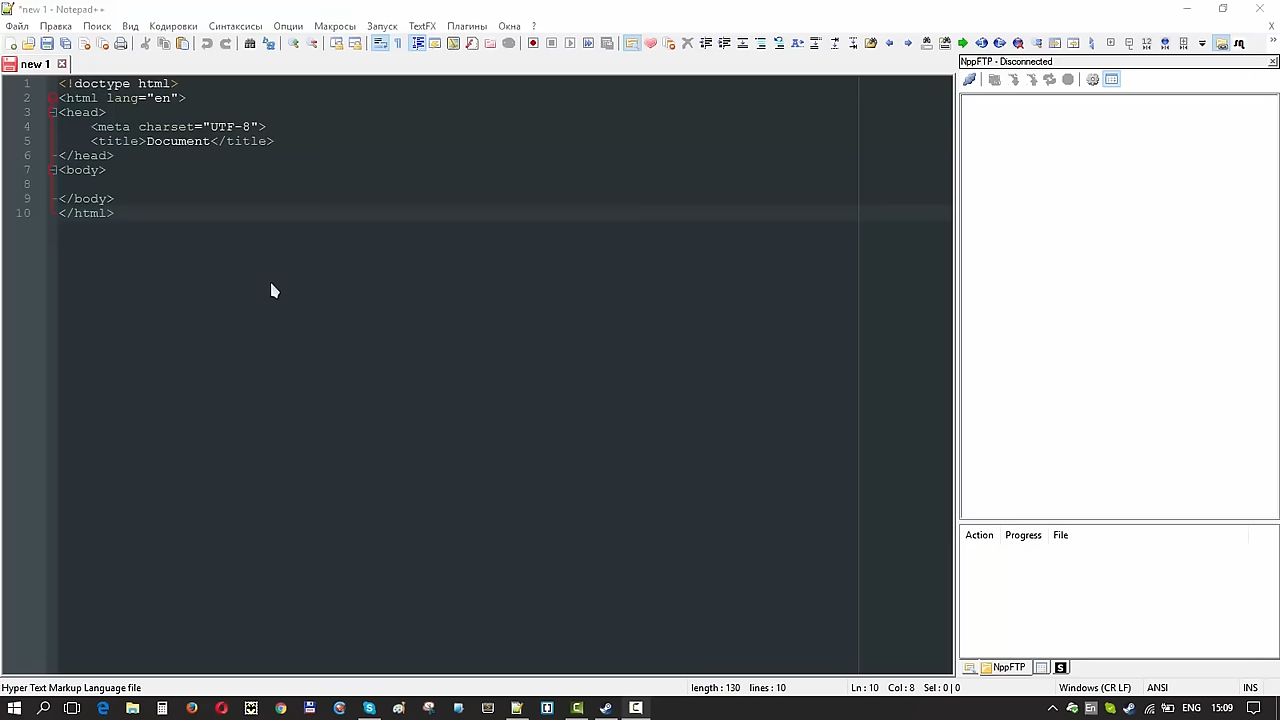 *new 1 - Notepad++
Файл Правка Поиск Вид Кодировки Синтаксисы Опции Макросы Запуск TextFX Плагины Окна ?
new 1
NppFTP - Disconnected
1 <!doctype html>
2 <html lang="en">
3 <head>
4 <meta charset="UTF-8">
5 <title>Document</title>
6 </head>
7 <body>
8
9 </body>
10 </html>
Action Progress File
NppFTP
Hyper Text Markup Language file length : 130 lines : 10 Ln : 10 Col : 8 Sel : 0 | 0 Windows (CR LF) ANSI INS
ENG 15:09